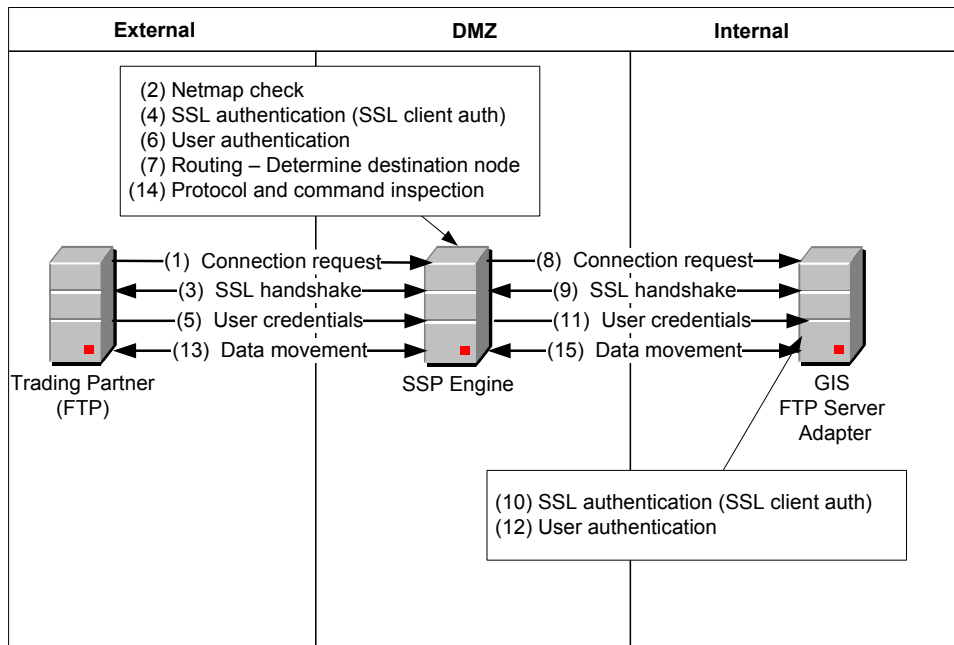 External
DMZ
Internal
(2) Netmap check
(4) SSL authentication (SSL client auth)
(6) User authentication
(7) Routing – Determine destination node
(14) Protocol and command inspection
(1) Connection request
(3) SSL handshake
(5) User credentials
(13) Data movement
(8) Connection request
(9) SSL handshake
(11) User credentials
(15) Data movement
Trading Partner
(FTP)
SSP Engine
GIS
FTP Server
Adapter
(10) SSL authentication (SSL client auth)
(12) User authentication